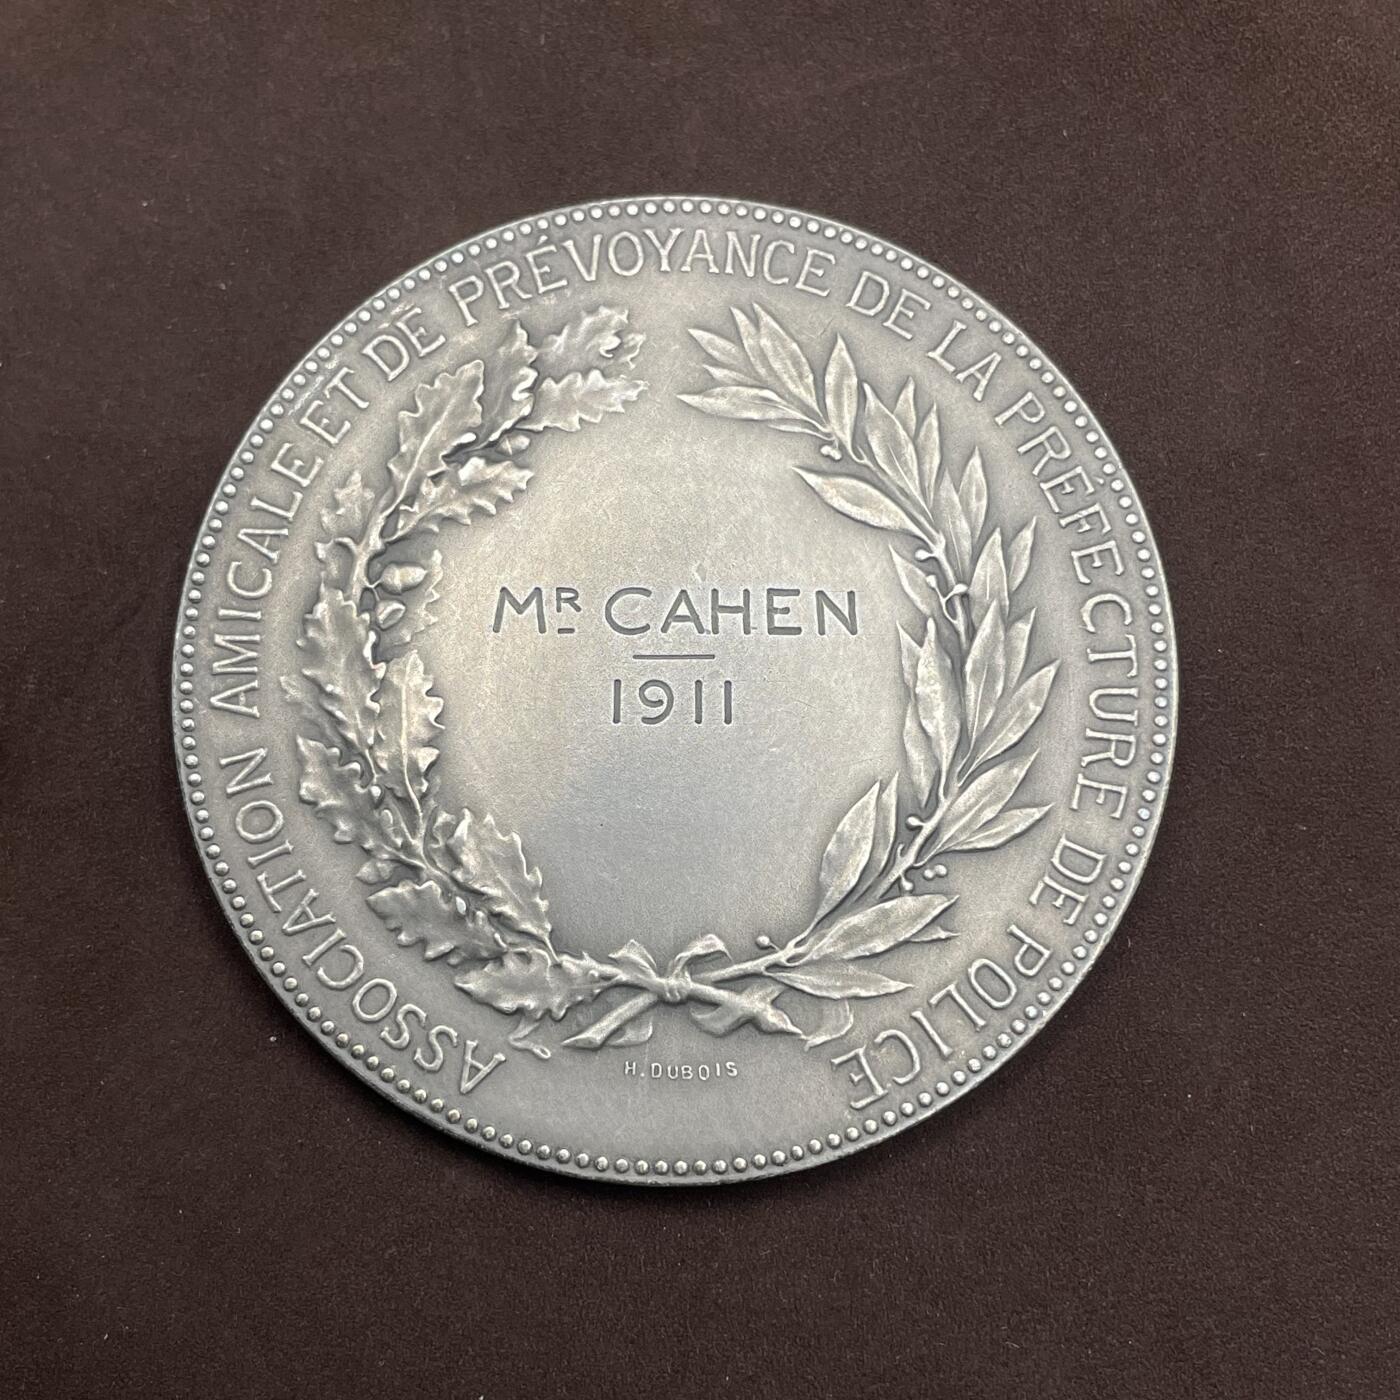 ASSOCIATION AMICALE ET DE PRÉVOYANCE DE LA PRÉFECTURE DE POLICE
MR CAHEN
1911
H. DUBOIS